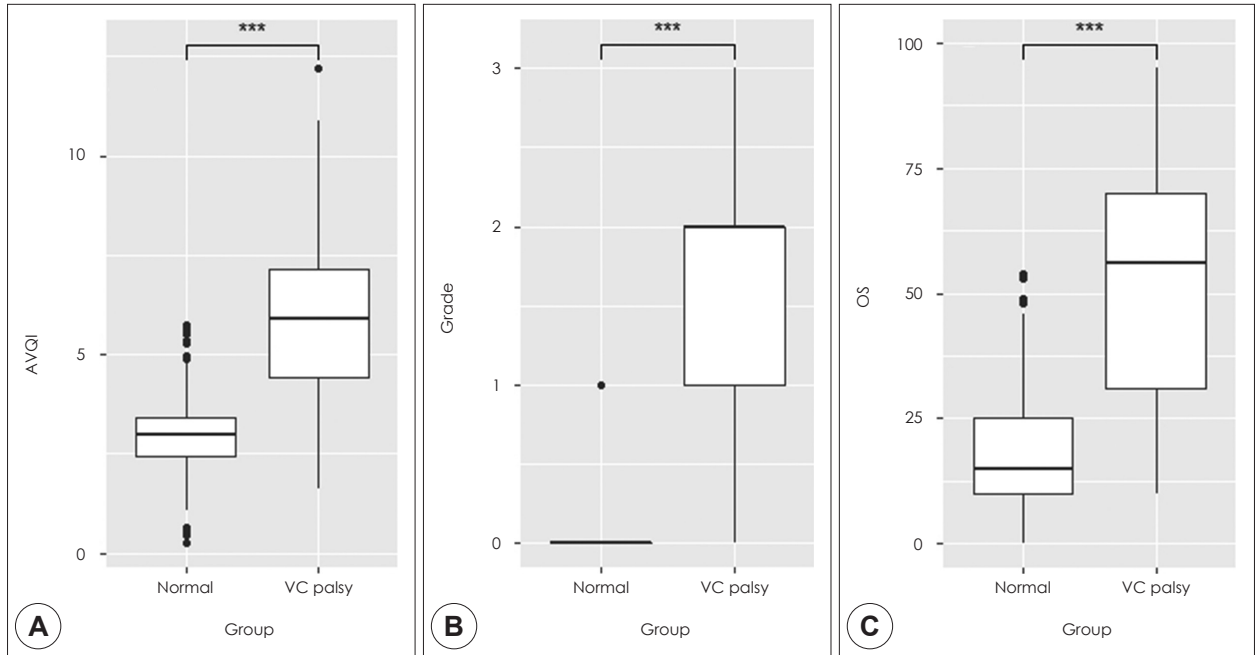 ***
10
5
0
AVQI
Normal VC palsy
Group
A
***
3
2
1
0
Grade
Normal VC palsy
Group
B
***
100
75
50
25
0
OS
Normal VC palsy
Group
C